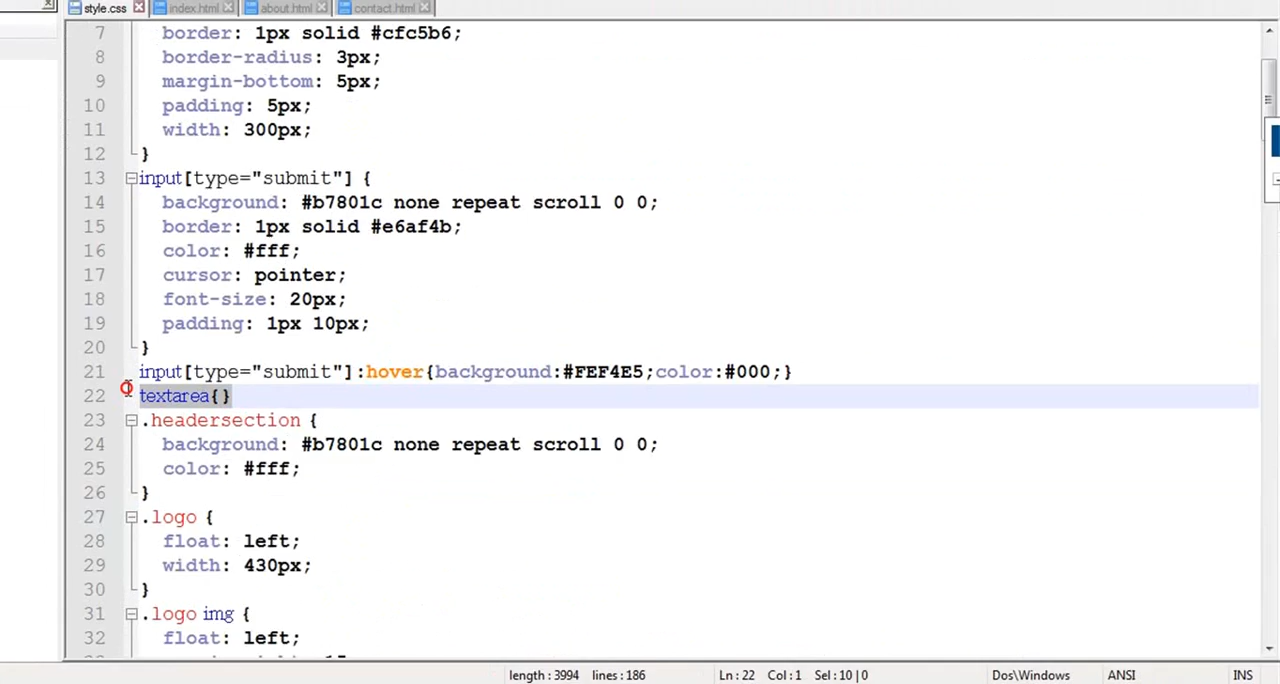 style.css index.html about.html contact.html
7 border: 1px solid #cfc5b6;
8 border-radius: 3px;
9 margin-bottom: 5px;
10 padding: 5px;
11 width: 300px;
12 }
13 input[type="submit"] {
14 background: #b7801c none repeat scroll 0 0;
15 border: 1px solid #e6af4b;
16 color: #fff;
17 cursor: pointer;
18 font-size: 20px;
19 padding: 1px 10px;
20 }
21 input[type="submit"]:hover{background:#FEF4E5;color:#000;}
22 textarea{}
23 .headersection {
24 background: #b7801c none repeat scroll 0 0;
25 color: #fff;
26 }
27 .logo {
28 float: left;
29 width: 430px;
30 }
31 .logo img {
32 float: left;
length : 3994 lines : 186 Ln : 22 Col : 1 Sel : 10 | 0 Dos\Windows ANSI INS